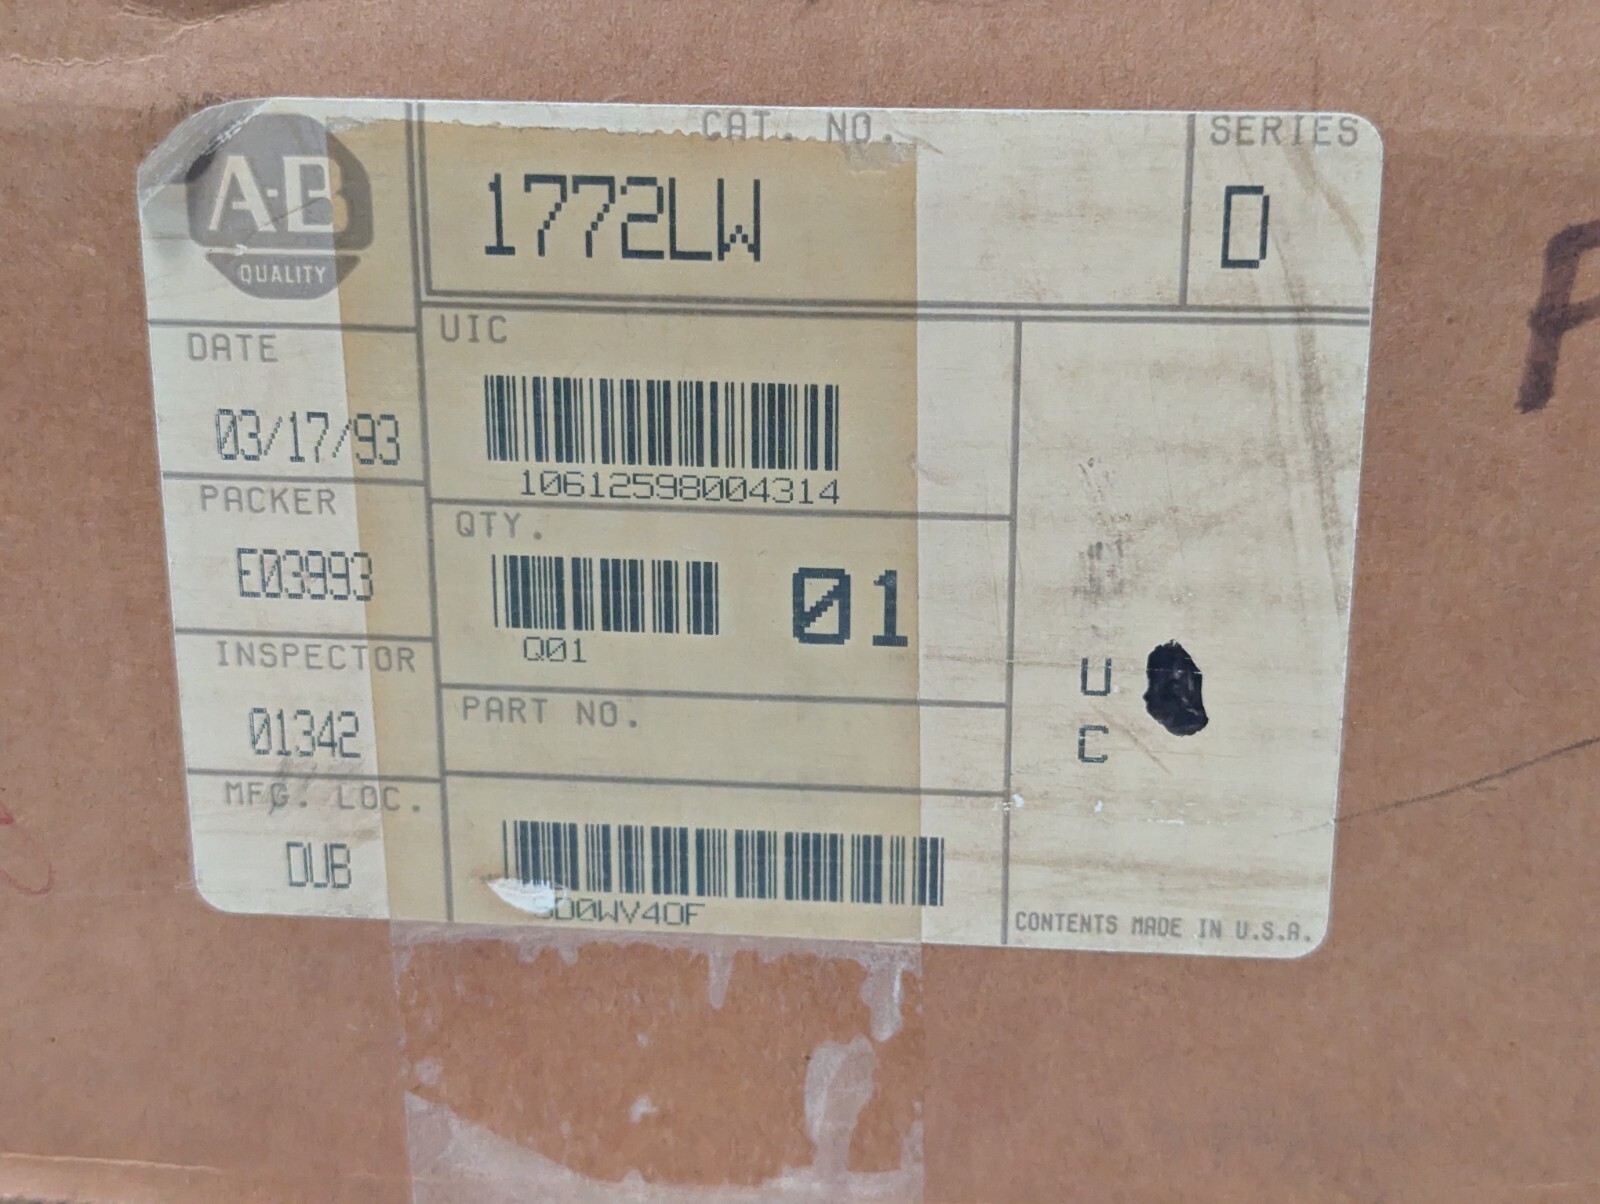 A-B
QUALITY
CAT. NO.
1772LW
SERIES
D
DATE
03/17/93
PACKER
E03993
INSPECTOR
01342
MFG. LOC.
DUB
UIC
10612598004314
QTY.
Q01
01
PART NO.
SD0WV4OF
U
C
CONTENTS MADE IN U.S.A.